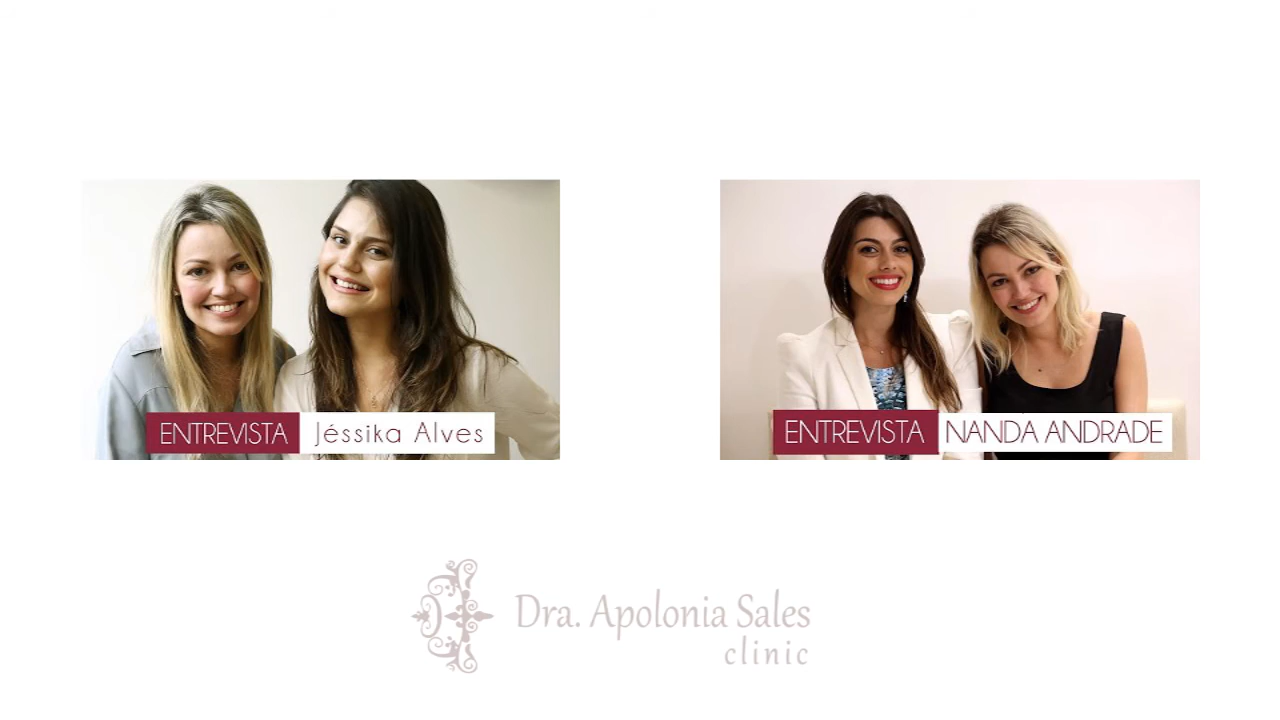 ENTREVISTA Jéssika Alves
ENTREVISTA NANDA ANDRADE
Dra. Apolonia Sales
clinic